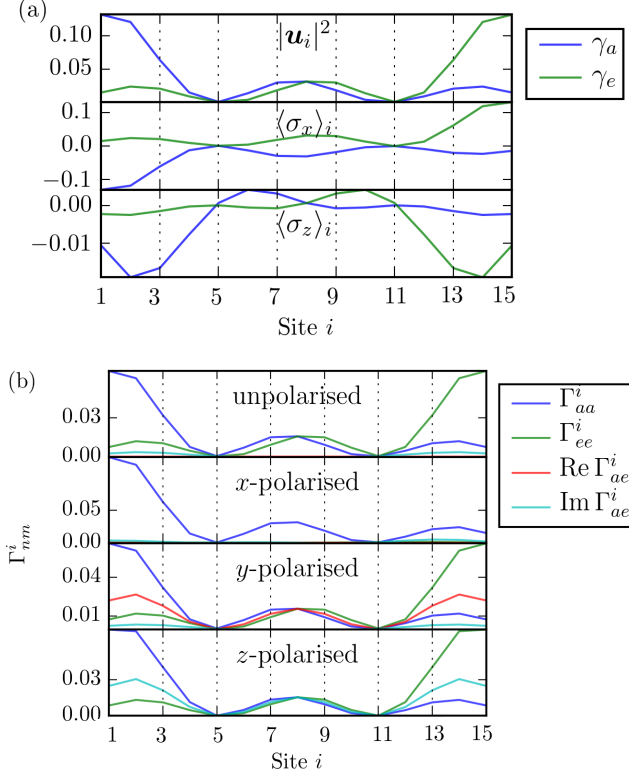 (a)
|u_i|^2
γ_a
γ_e
0.10
0.05
⟨σ_x⟩_i
0.1
0.0
−0.1
⟨σ_z⟩_i
0.00
−0.01
1 3 5 7 9 11 13 15
Site i
(b)
unpolarised
Γ^i_aa
Γ^i_ee
Re Γ^i_ae
Im Γ^i_ae
0.03
0.00
x-polarised
0.05
0.00
Γ^i_nm
y-polarised
0.04
0.01
z-polarised
0.03
0.00
1 3 5 7 9 11 13 15
Site i